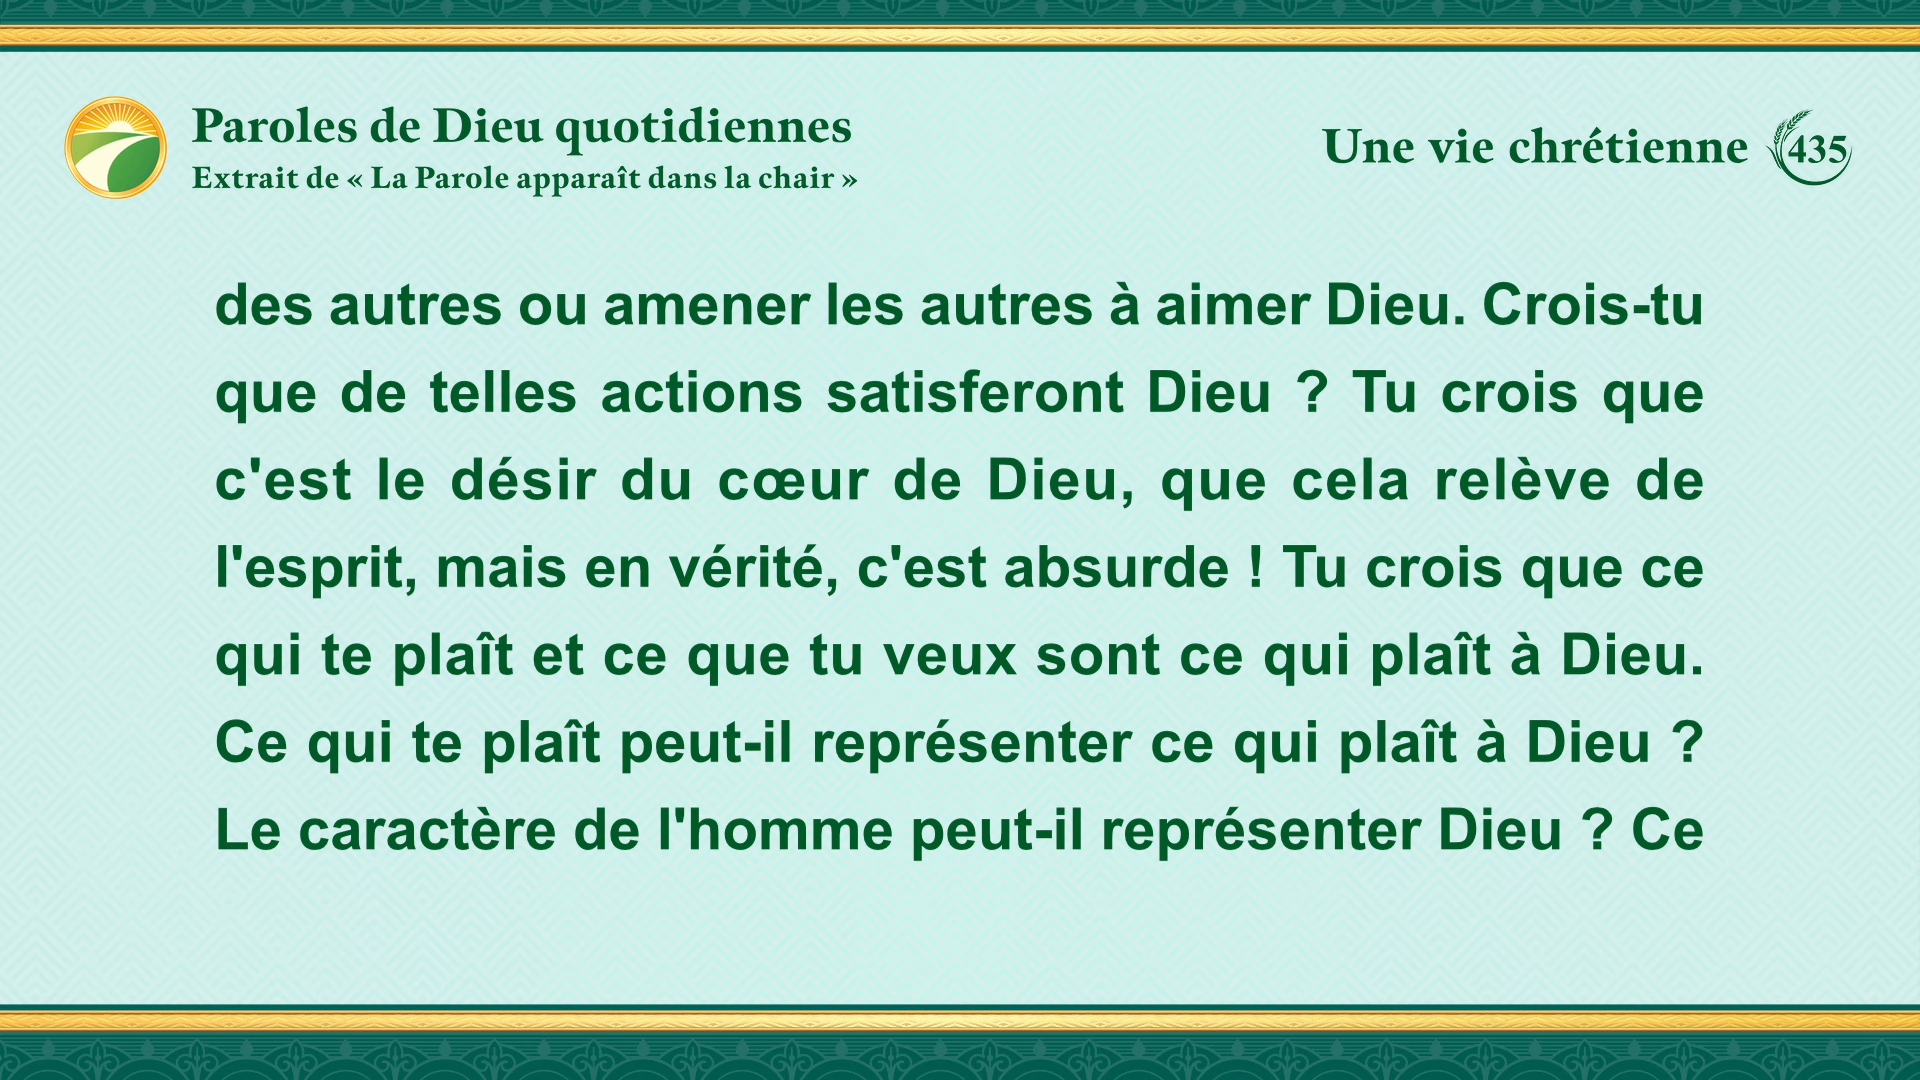 Paroles de Dieu quotidiennes
Extrait de « La Parole apparaît dans la chair »
Une vie chrétienne 435
des autres ou amener les autres à aimer Dieu. Crois-tu
que de telles actions satisferont Dieu ? Tu crois que
c'est le désir du cœur de Dieu, que cela relève de
l'esprit, mais en vérité, c'est absurde ! Tu crois que ce
qui te plaît et ce que tu veux sont ce qui plaît à Dieu.
Ce qui te plaît peut-il représenter ce qui plaît à Dieu ?
Le caractère de l'homme peut-il représenter Dieu ? Ce